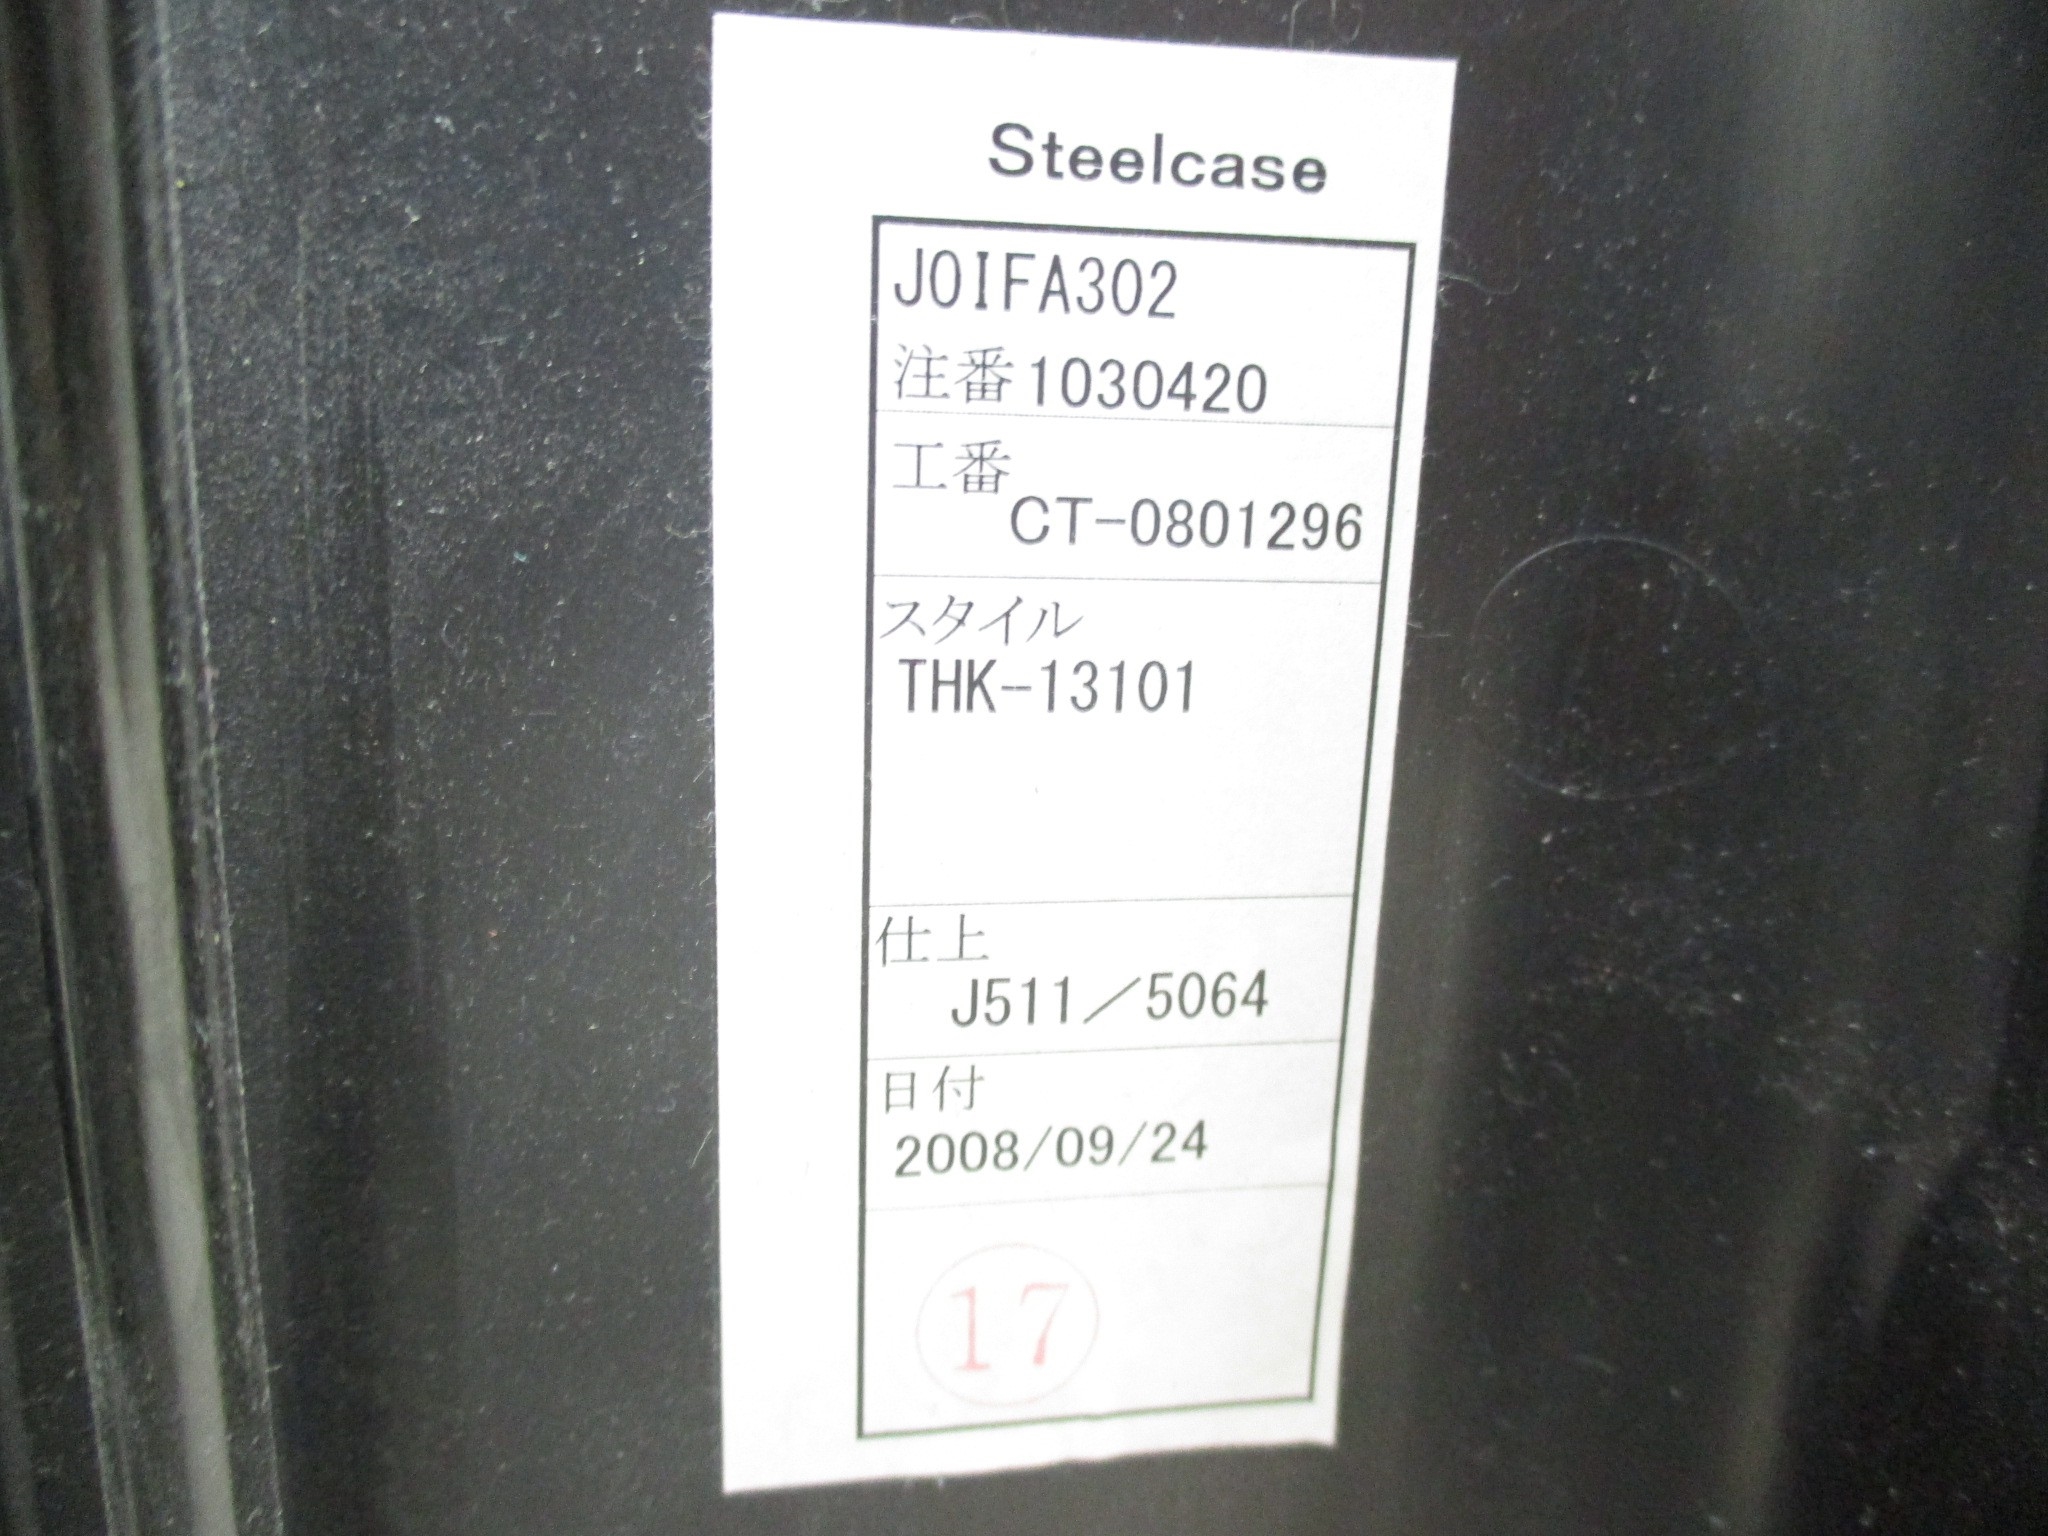 Steelcase
JOIFA302
注番1030420
工番
CT-0801296
スタイル
THK-13101
仕上
J511／5064
日付
2008/09/24
17